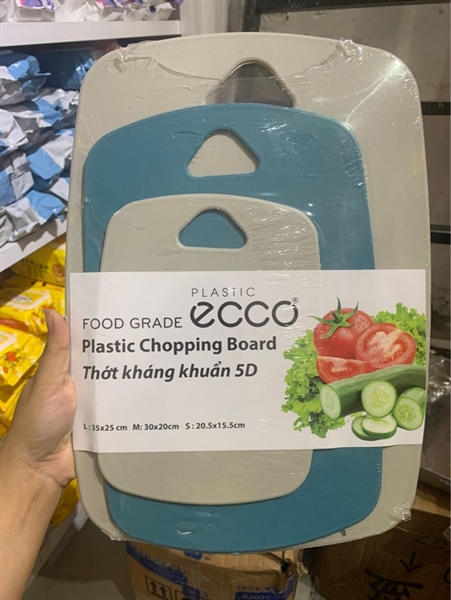 PLASTIC
FOOD GRADE ecco®
Plastic Chopping Board
Thớt kháng khuẩn 5D
L : 35x25 cm M: 30x20cm S : 20.5x15.5cm